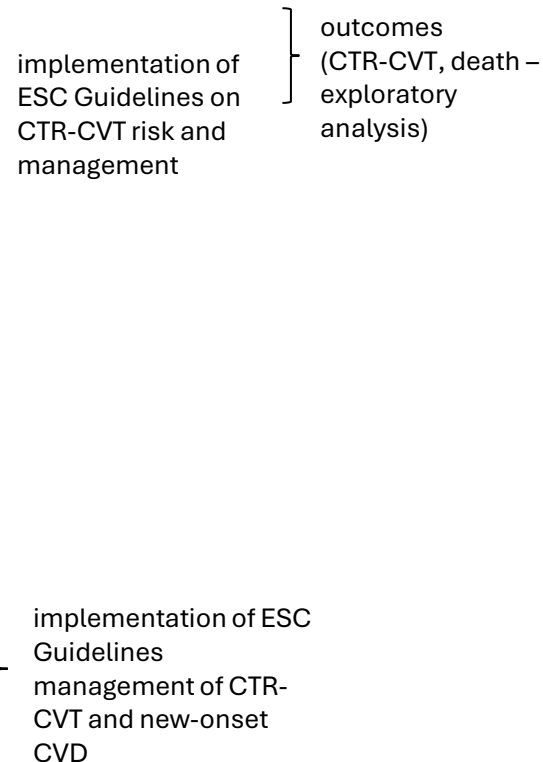 implementation of
ESC Guidelines on
CTR-CVT risk and
management
outcomes
(CTR-CVT, death –
exploratory
analysis)
implementation of ESC
Guidelines
management of CTR-
CVT and new-onset
CVD